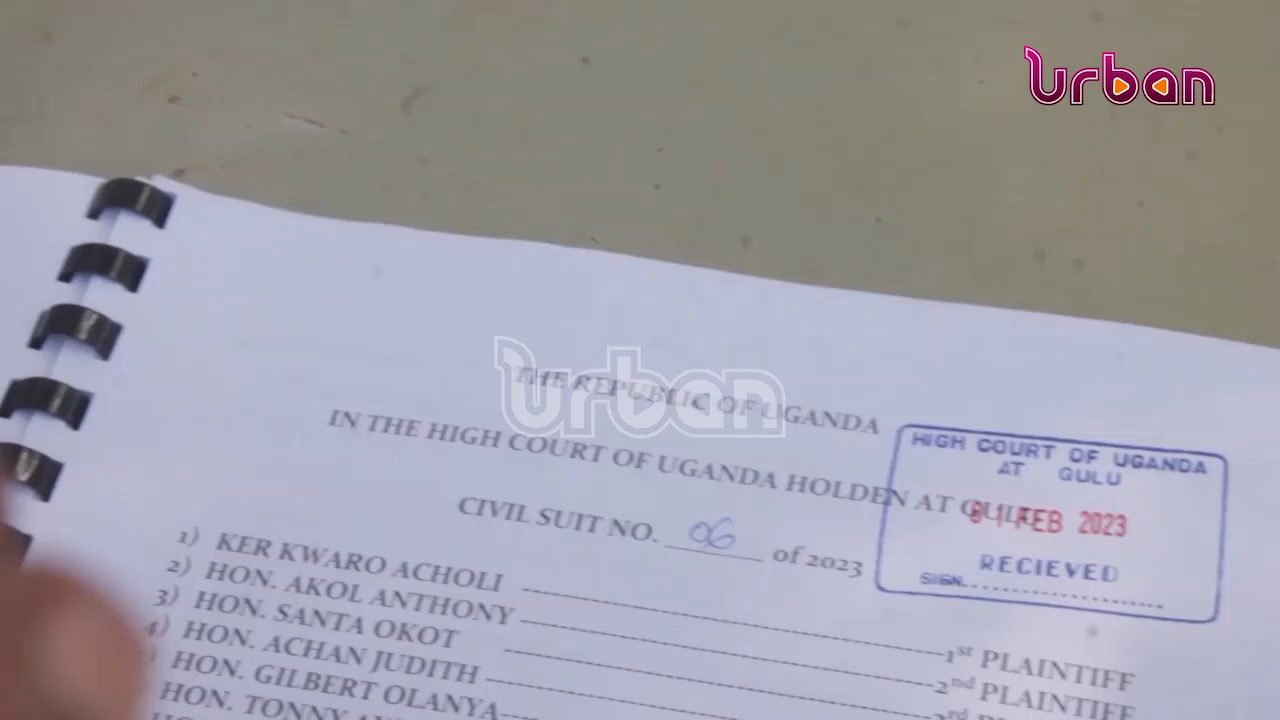 Urban
THE REPUBLIC OF UGANDA
Urban
IN THE HIGH COURT OF UGANDA HOLDEN AT GULU
HIGH COURT OF UGANDA
AT GULU
01 FEB 2023
RECIEVED
SIGN
CIVIL SUIT NO. 06 of 2023
1) KER KWARO ACHOLI 1st PLAINTIFF
2) HON. AKOL ANTHONY 2nd PLAINTIFF
3) HON. SANTA OKOT
4) HON. ACHAN JUDITH
HON. GILBERT OLANYA
HON. TONNY